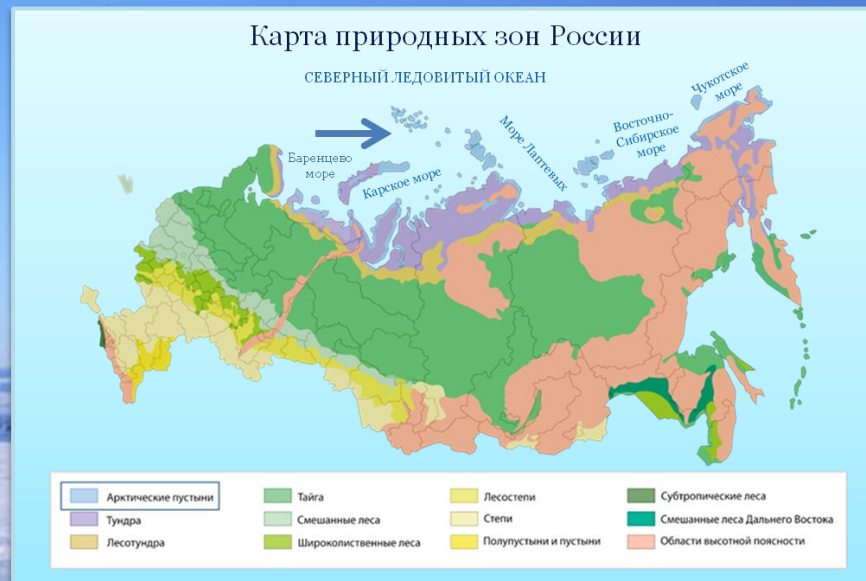 Карта природных зон России
СЕВЕРНЫЙ ЛЕДОВИТЫЙ ОКЕАН
Чукотское
море
Восточно-
Сибирское
море
Море Лаптевых
Баренцево
море
Карское море
Арктические пустыни
Тундра
Лесотундра
Тайга
Смешанные леса
Широколиственные леса
Лесостепи
Степи
Полупустыни и пустыни
Субтропические леса
Смешанные леса Дальнего Востока
Области высотной поясности